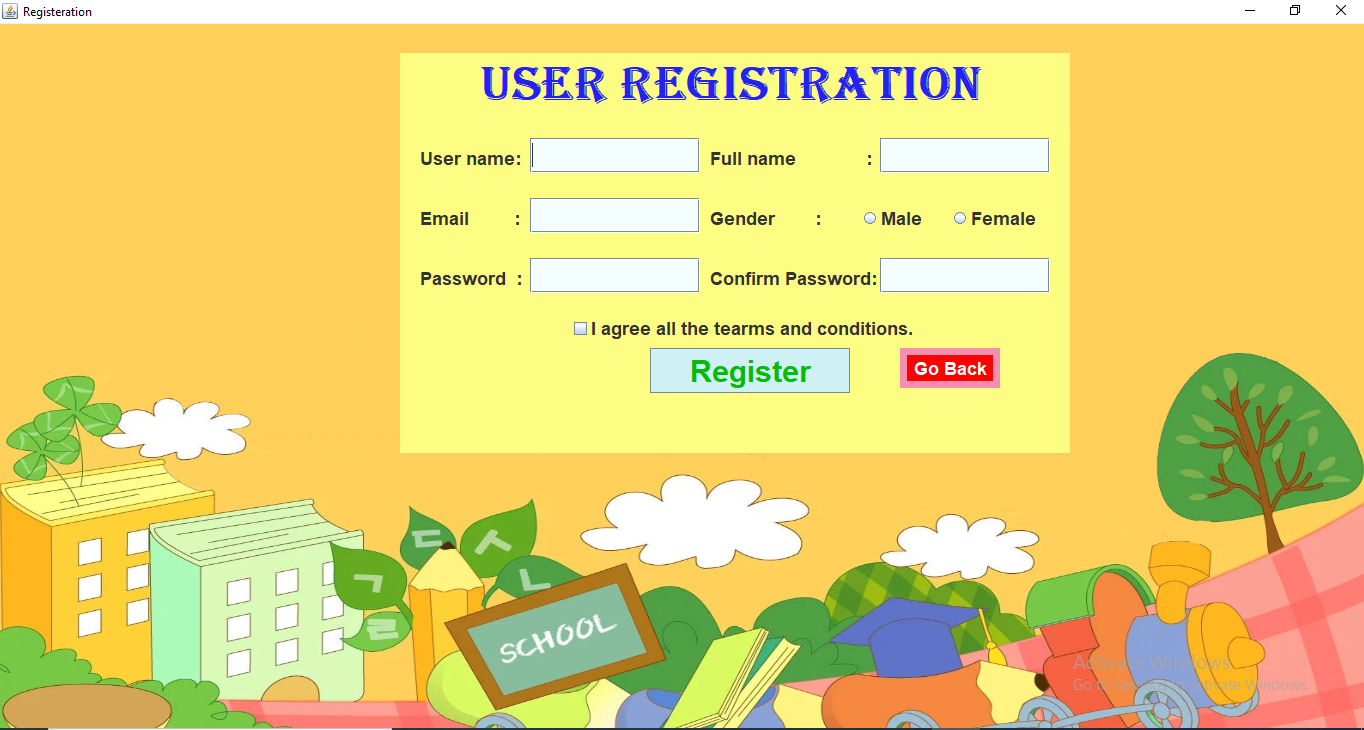 Registeration
USER REGISTRATION
User name: Full name :
Email : Gender : Male Female
Password : Confirm Password:
I agree all the tearms and conditions.
Register Go Back
ㄷ ㅅ
ㄱ ㄴ
ㄹ
SCHOOL
Activate Windows
Go to Settings to activate Windows.